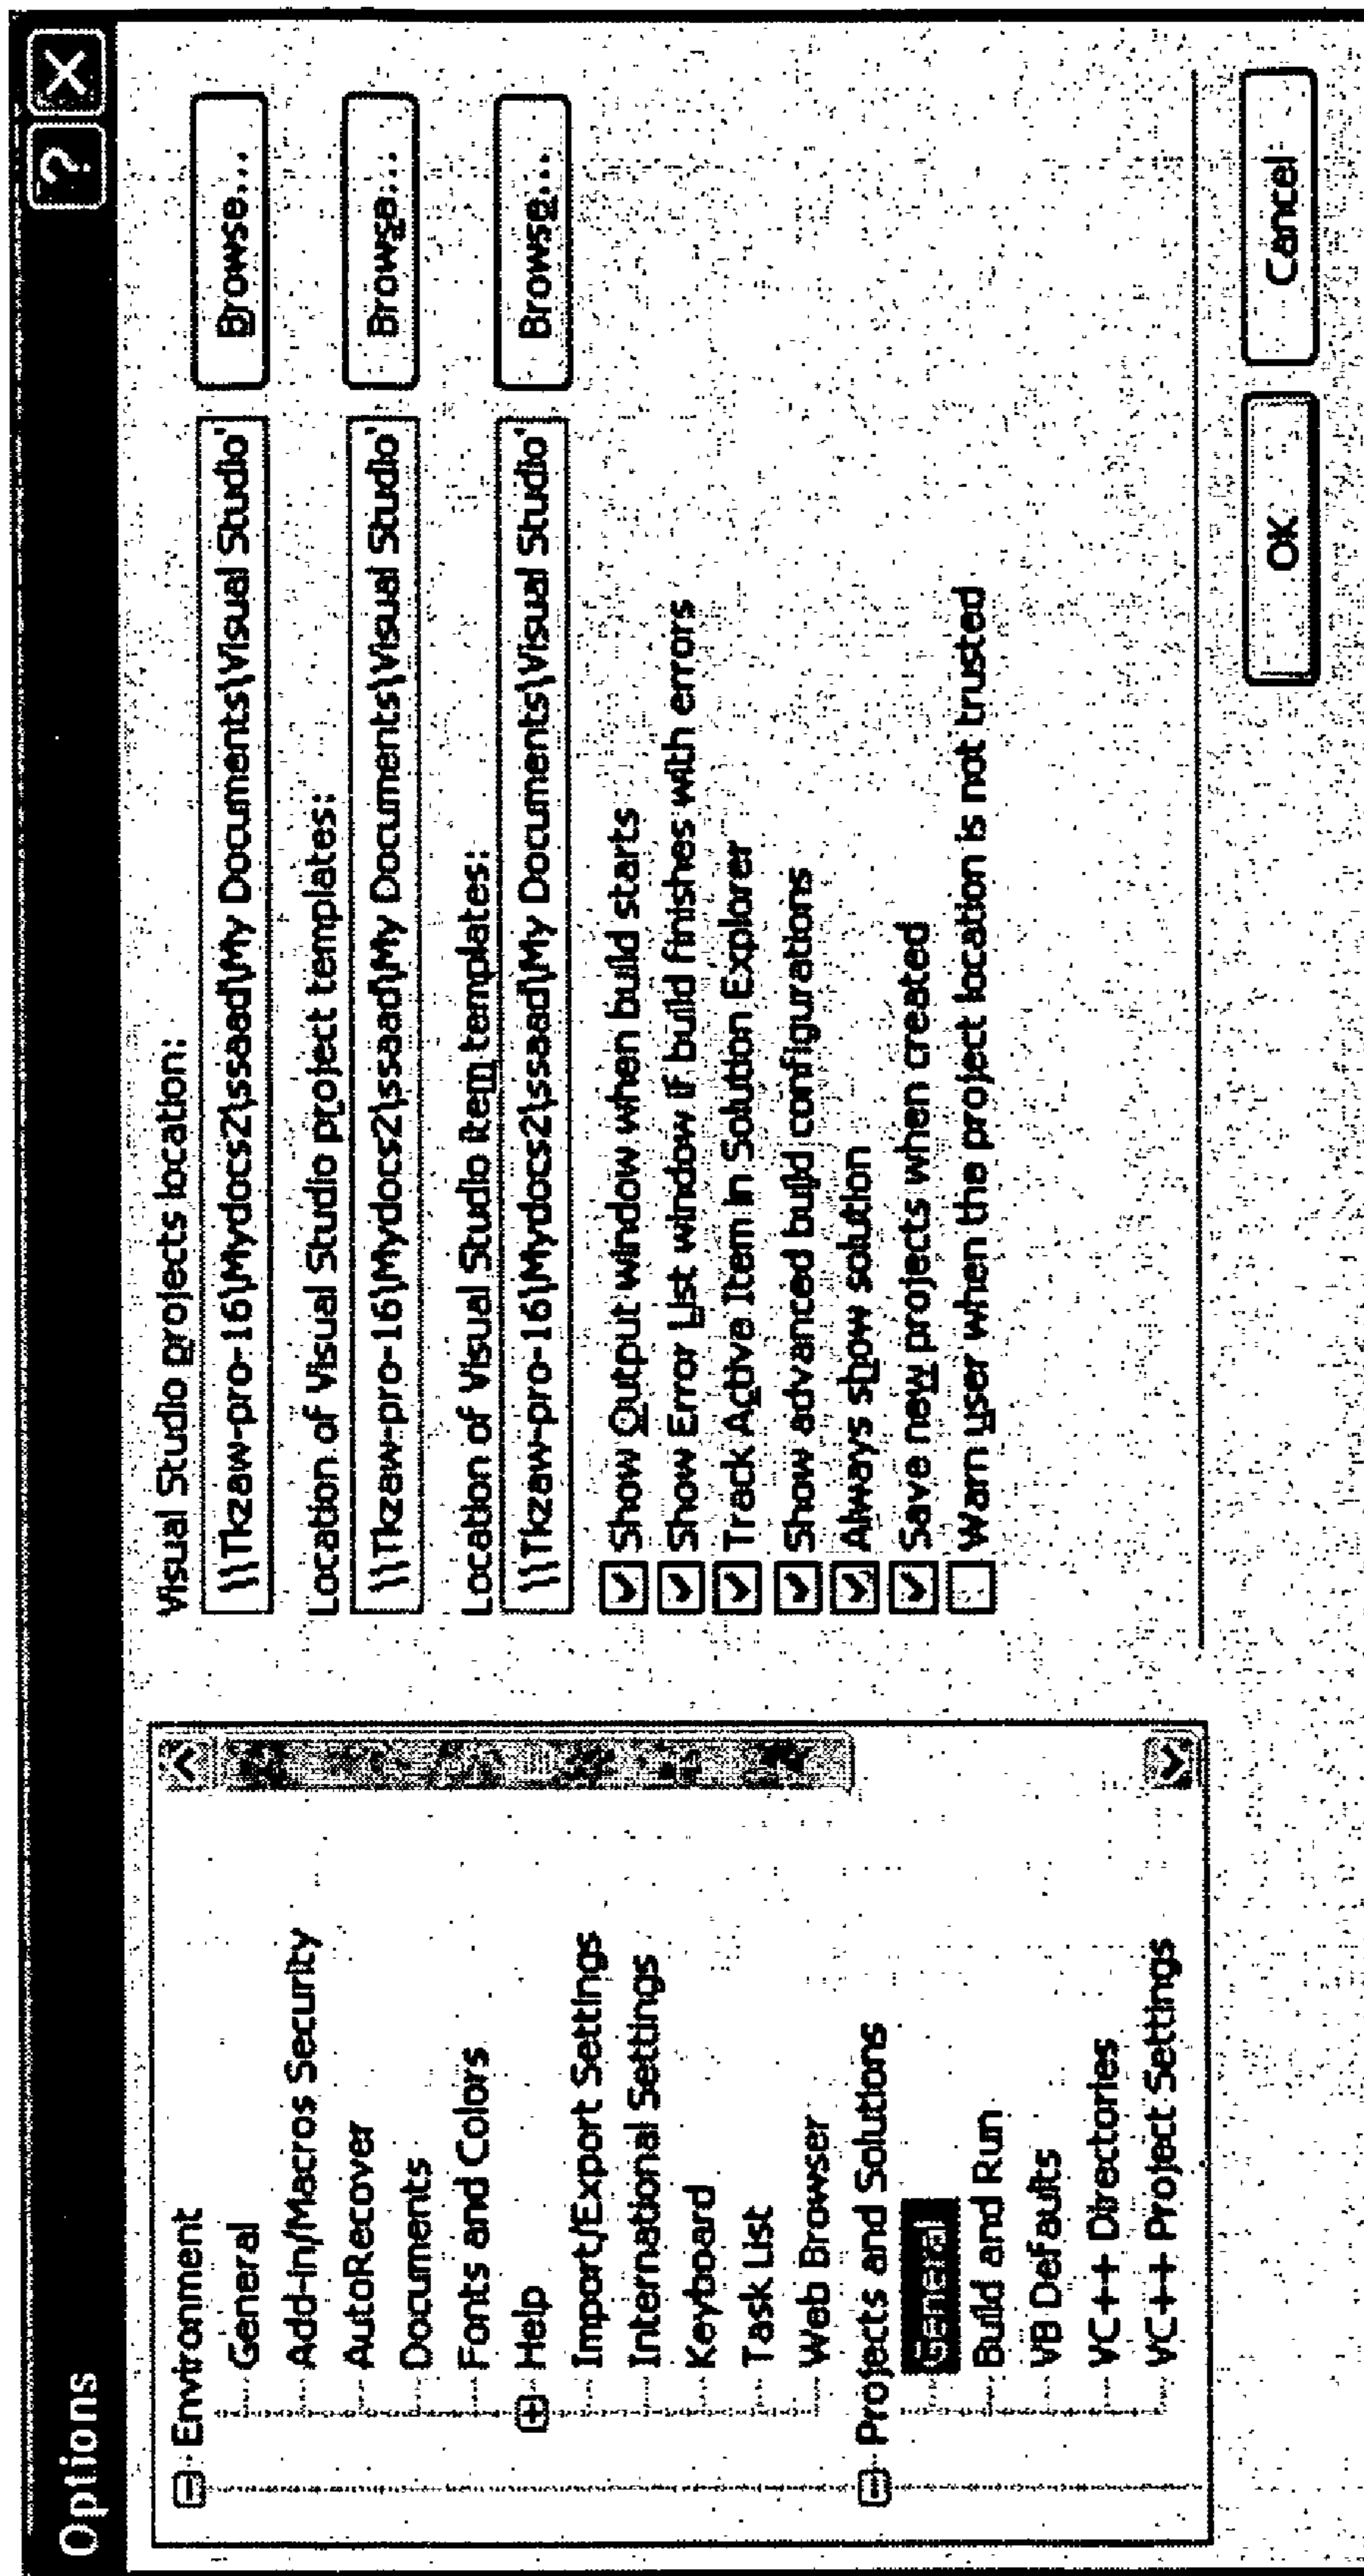 Options
? X
Environment
General
Add-in/Macros Security
AutoRecover
Documents
Fonts and Colors
Help
Import/Export Settings
International Settings
Keyboard
Task List
Web Browser
Projects and Solutions
General
Build and Run
VB Defaults
VC++ Directories
VC++ Project Settings
Visual Studio projects location:
\\Tkzaw-pro-16\Mydocs2\ssaad\My Documents\Visual Studio'
Browse...
Location of Visual Studio project templates:
\\Tkzaw-pro-16\Mydocs2\ssaad\My Documents\Visual Studio'
Browse...
Location of Visual Studio item templates:
\\Tkzaw-pro-16\Mydocs2\ssaad\My Documents\Visual Studio'
Browse...
Show Output window when build starts
Show Error List window if build finishes with errors
Track Active Item in Solution Explorer
Show advanced build configurations
Always show solution
Save new projects when created
Warn user when the project location is not trusted
OK
Cancel